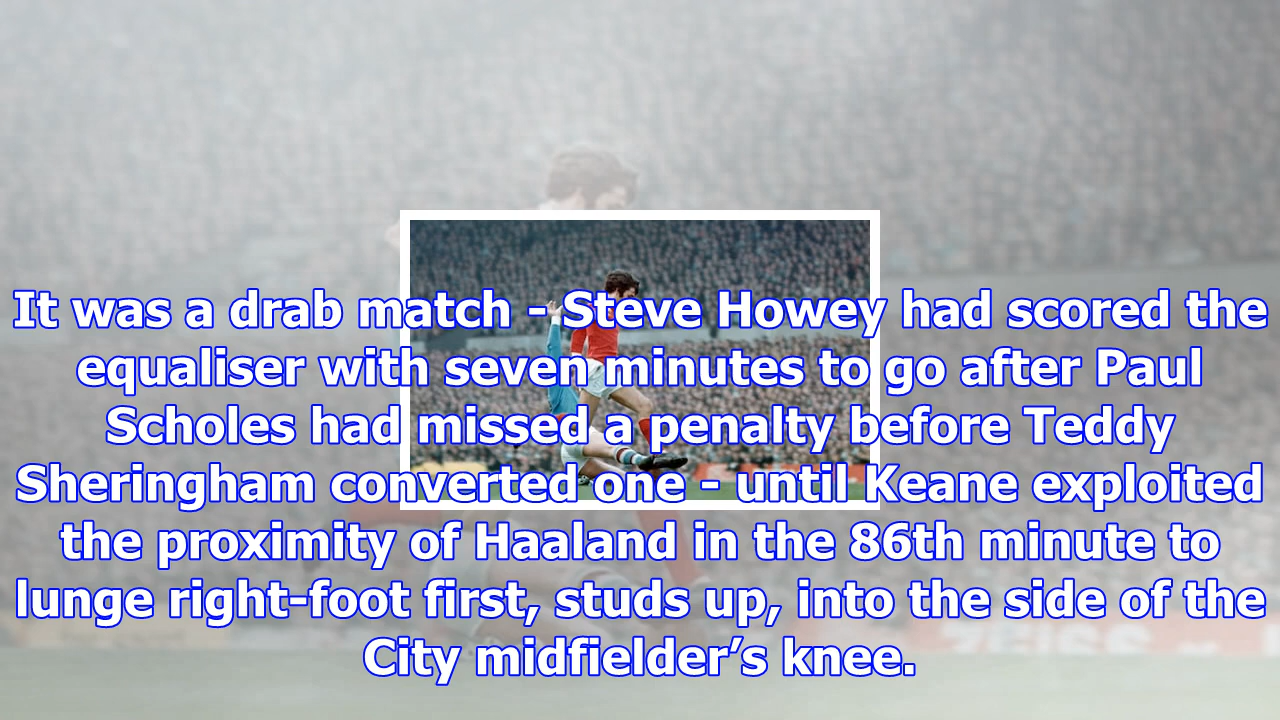 It was a drab match - Steve Howey had scored the
equaliser with seven minutes to go after Paul
Scholes had missed a penalty before Teddy
Sheringham converted one - until Keane exploited
the proximity of Haaland in the 86th minute to
lunge right-foot first, studs up, into the side of the
City midfielder’s knee.